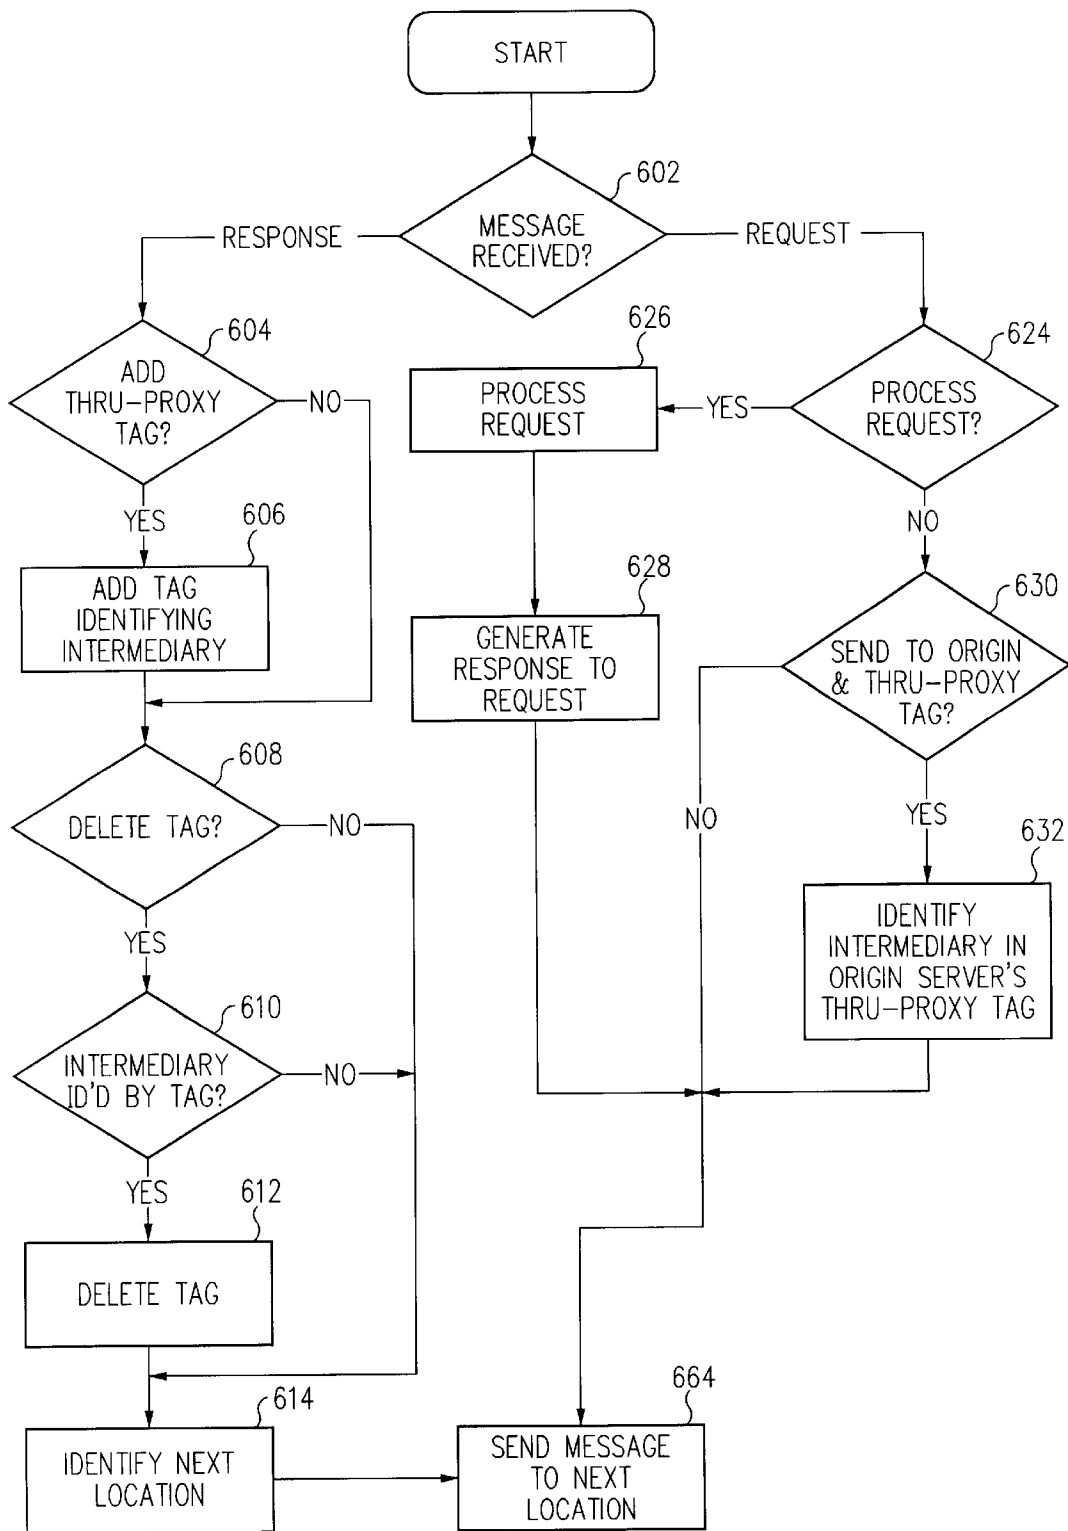 START
602
MESSAGE
RECEIVED?
RESPONSE
REQUEST
604
ADD
THRU-PROXY
TAG?
NO
YES
606
ADD TAG
IDENTIFYING
INTERMEDIARY
608
DELETE TAG?
NO
YES
610
INTERMEDIARY
ID'D BY TAG?
NO
YES
612
DELETE TAG
614
IDENTIFY NEXT
LOCATION
624
PROCESS
REQUEST?
YES
626
PROCESS
REQUEST
628
GENERATE
RESPONSE TO
REQUEST
NO
630
SEND TO ORIGIN
& THRU-PROXY
TAG?
NO
YES
632
IDENTIFY
INTERMEDIARY IN
ORIGIN SERVER'S
THRU-PROXY TAG
664
SEND MESSAGE
TO NEXT
LOCATION